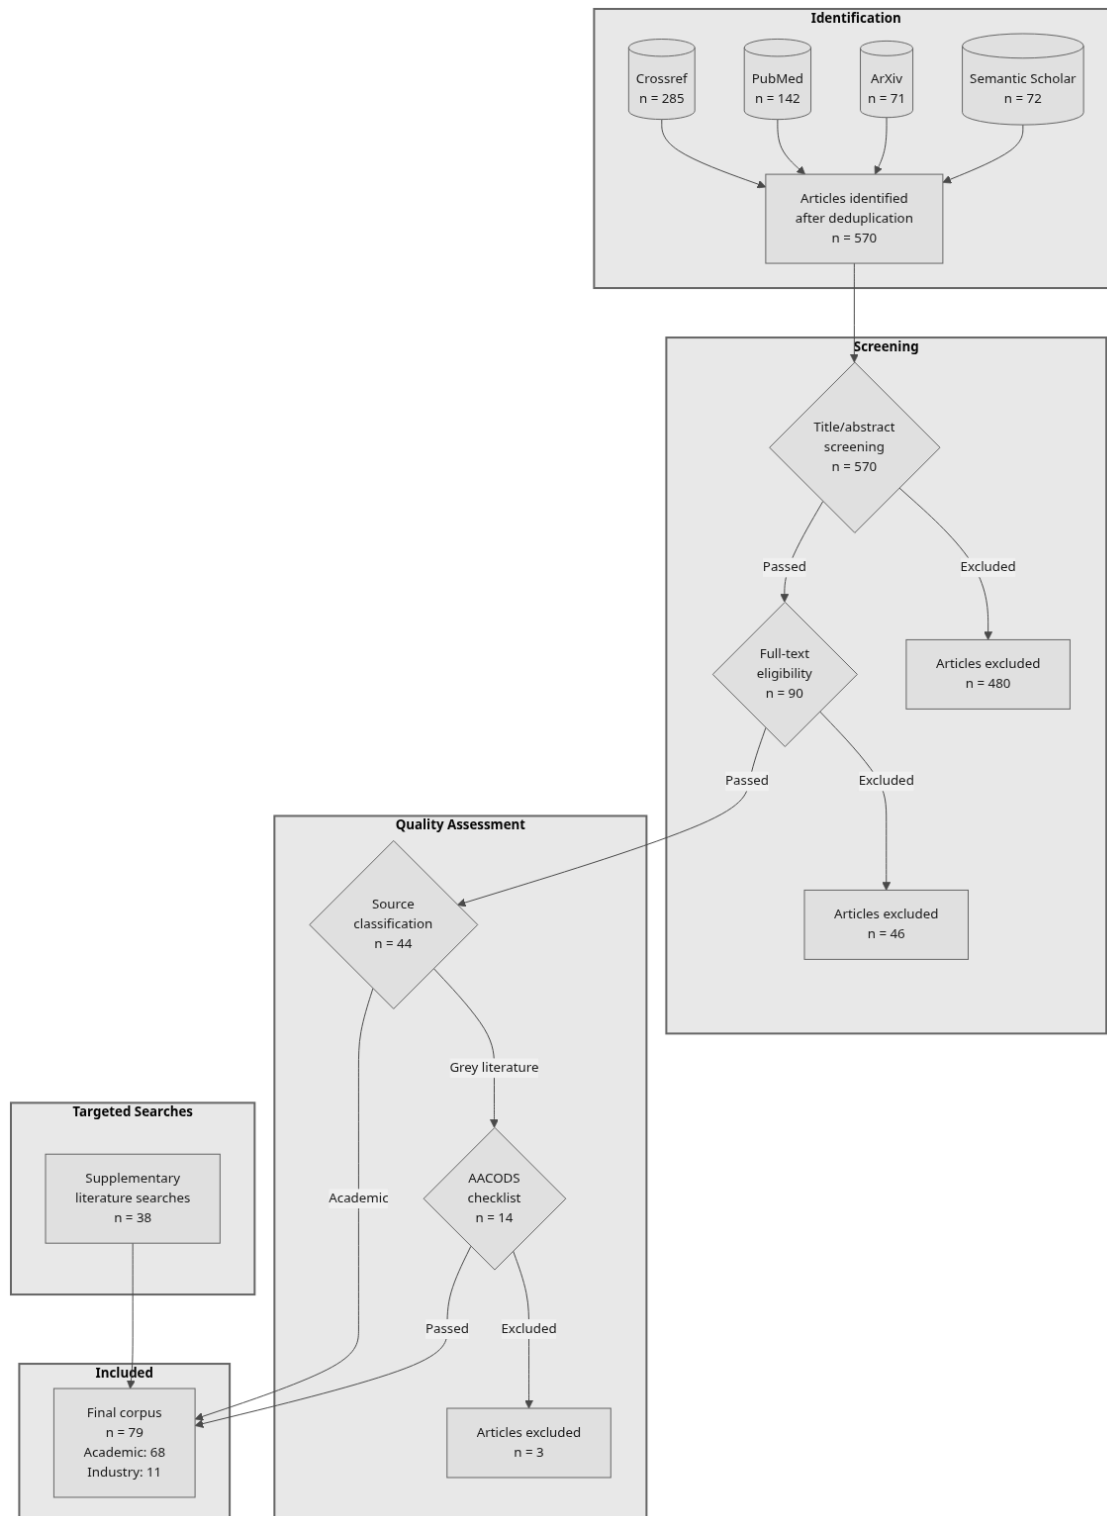 Identification
Crossref
n = 285
PubMed
n = 142
ArXiv
n = 71
Semantic Scholar
n = 72
Articles identified
after deduplication
n = 570
Screening
Title/abstract
screening
n = 570
Passed
Excluded
Full-text
eligibility
n = 90
Articles excluded
n = 480
Passed
Excluded
Articles excluded
n = 46
Quality Assessment
Source
classification
n = 44
Grey literature
Academic
AACODS
checklist
n = 14
Passed
Excluded
Articles excluded
n = 3
Targeted Searches
Supplementary
literature searches
n = 38
Included
Final corpus
n = 79
Academic: 68
Industry: 11